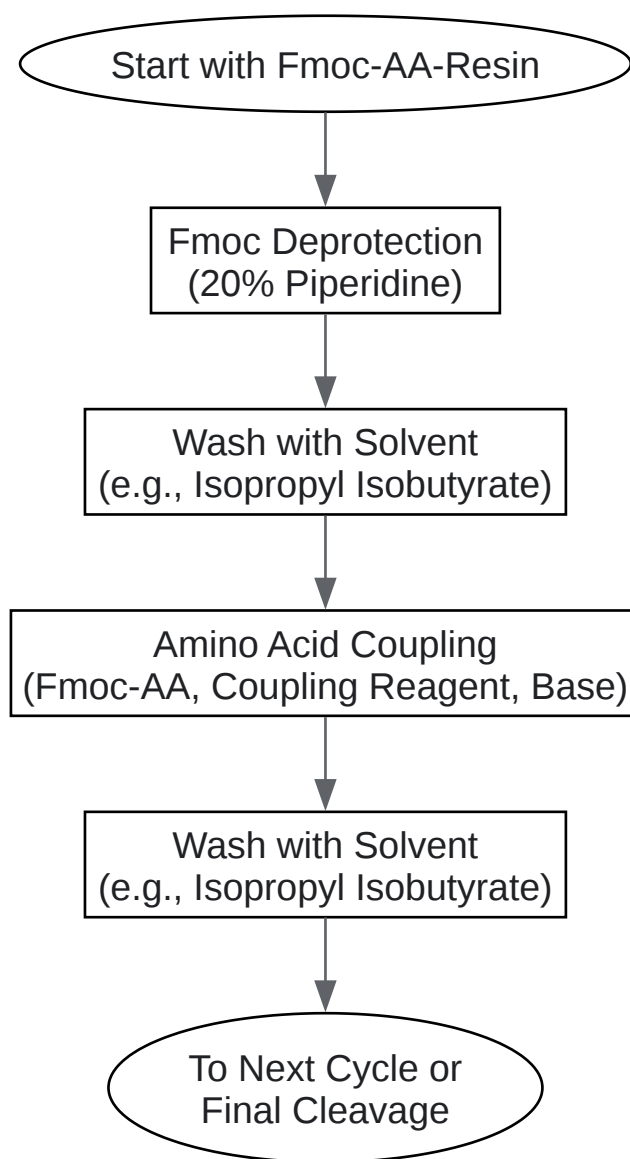 Start with Fmoc-AA-Resin
Fmoc Deprotection
(20% Piperidine)
Wash with Solvent
(e.g., Isopropyl Isobutyrate)
Amino Acid Coupling
(Fmoc-AA, Coupling Reagent, Base)
Wash with Solvent
(e.g., Isopropyl Isobutyrate)
To Next Cycle or
Final Cleavage